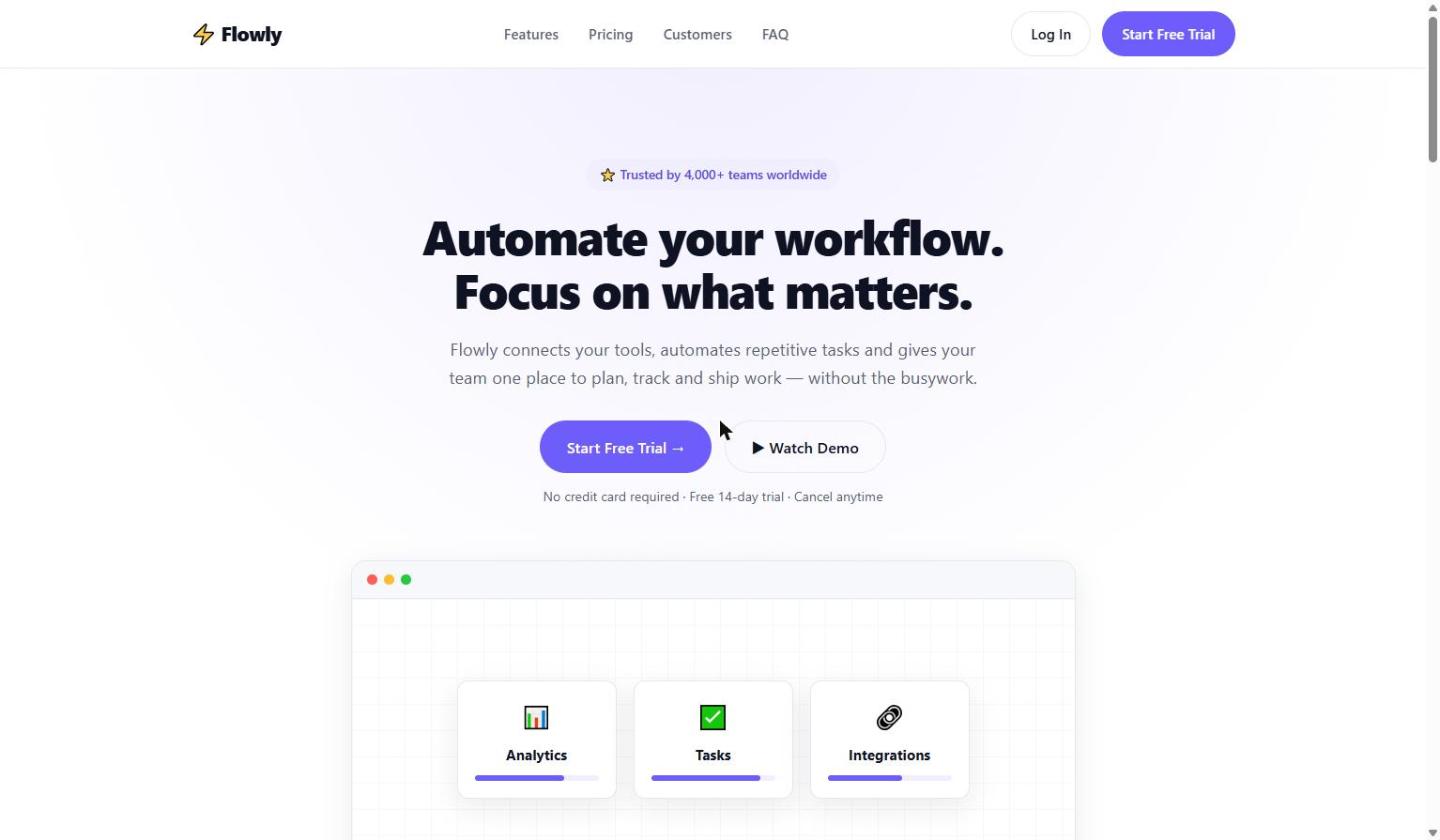 ⚡ Flowly
Features
Pricing
Customers
FAQ
Log In
Start Free Trial
⭐ Trusted by 4,000+ teams worldwide
Automate your workflow.
Focus on what matters.
Flowly connects your tools, automates repetitive tasks and gives your
team one place to plan, track and ship work — without the busywork.
Start Free Trial →
▶ Watch Demo
No credit card required · Free 14-day trial · Cancel anytime
Analytics
Tasks
Integrations